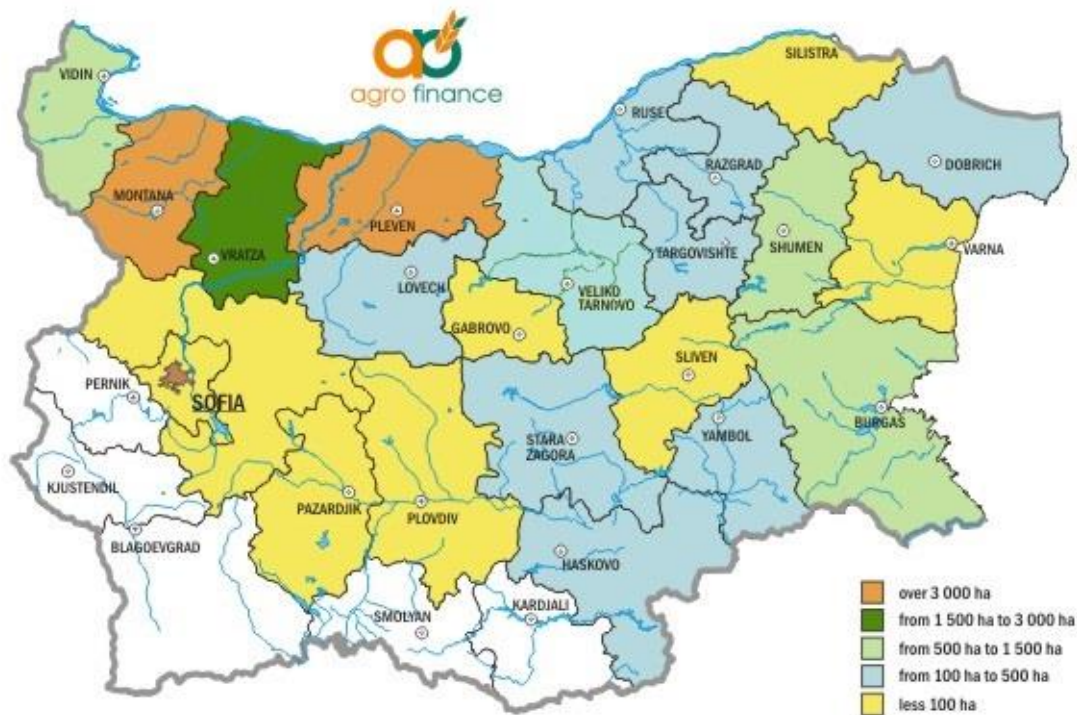 ao
agro finance
VIDIN
SILISTRA
RUSE
DOBRICH
RAZGRAD
MONTANA
PLEVEN
SHUMEN
VARNA
TARGOVISHTE
VRATZA
LOVECH
VELIKO
TARNOVO
GABROVO
SLIVEN
PERNIK
SOFIA
BURGAS
YAMBOL
STARA
ZAGORA
KJUSTENDIL
PAZARDJIK
PLOVDIV
BLAGOEVGRAD
HASKOVO
SMOLYAN
KARDJALI
over 3 000 ha
from 1 500 ha to 3 000 ha
from 500 ha to 1 500 ha
from 100 ha to 500 ha
less 100 ha